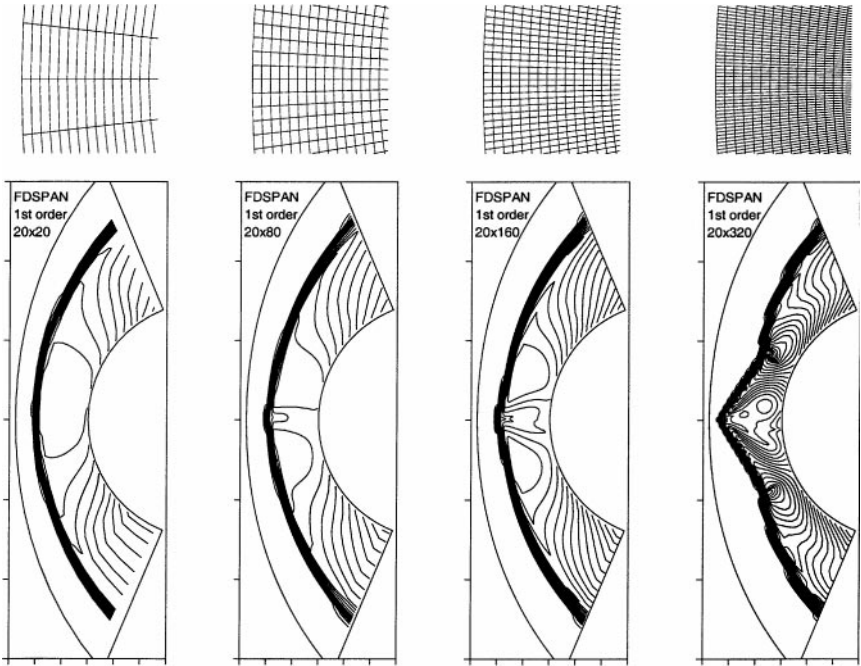 FDSPAN
1st order
20x20
FDSPAN
1st order
20x80
FDSPAN
1st order
20x160
FDSPAN
1st order
20x320